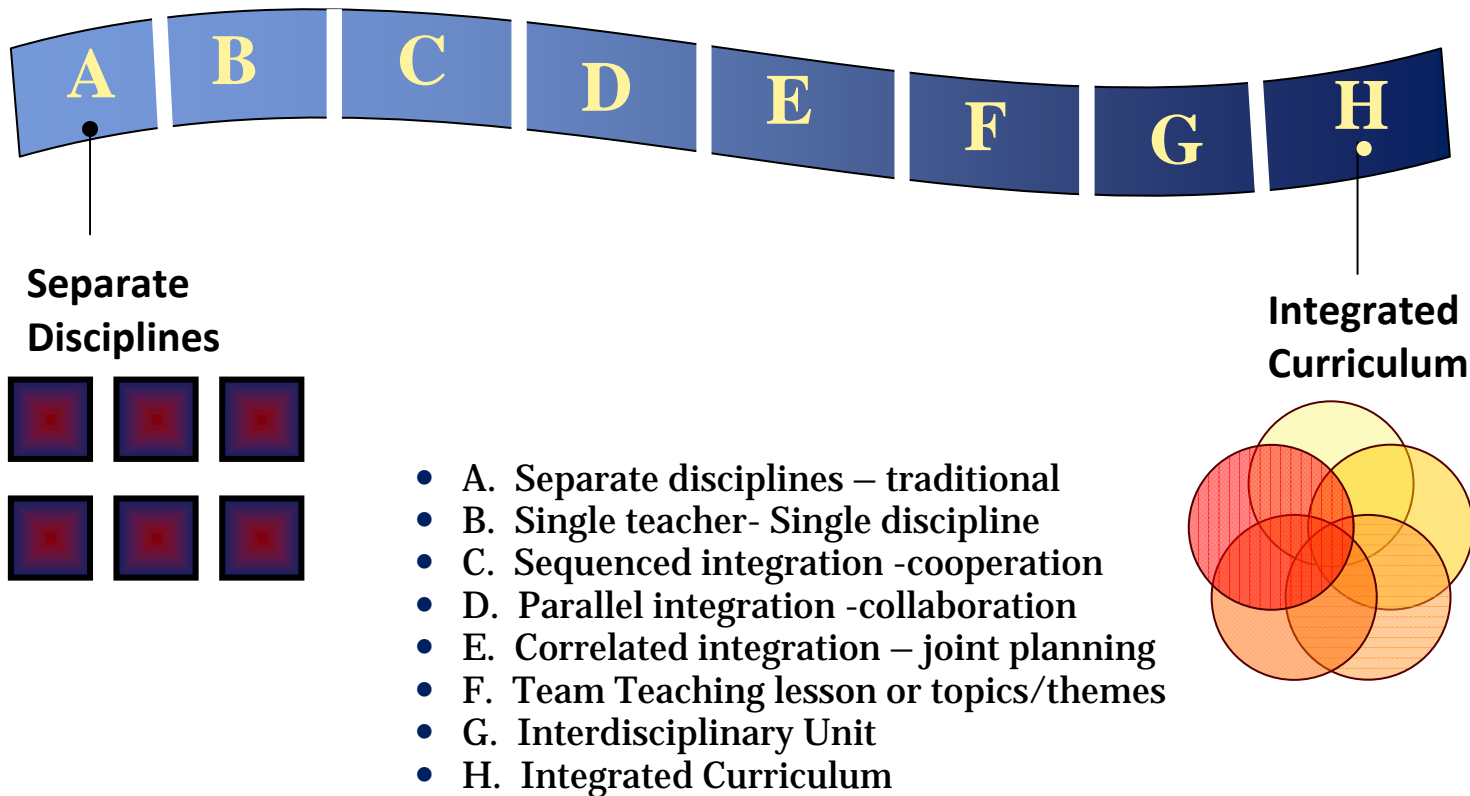 A B C D E F G H
Separate
Disciplines
Integrated
Curriculum
• A. Separate disciplines – traditional
• B. Single teacher- Single discipline
• C. Sequenced integration -cooperation
• D. Parallel integration -collaboration
• E. Correlated integration – joint planning
• F. Team Teaching lesson or topics/themes
• G. Interdisciplinary Unit
• H. Integrated Curriculum